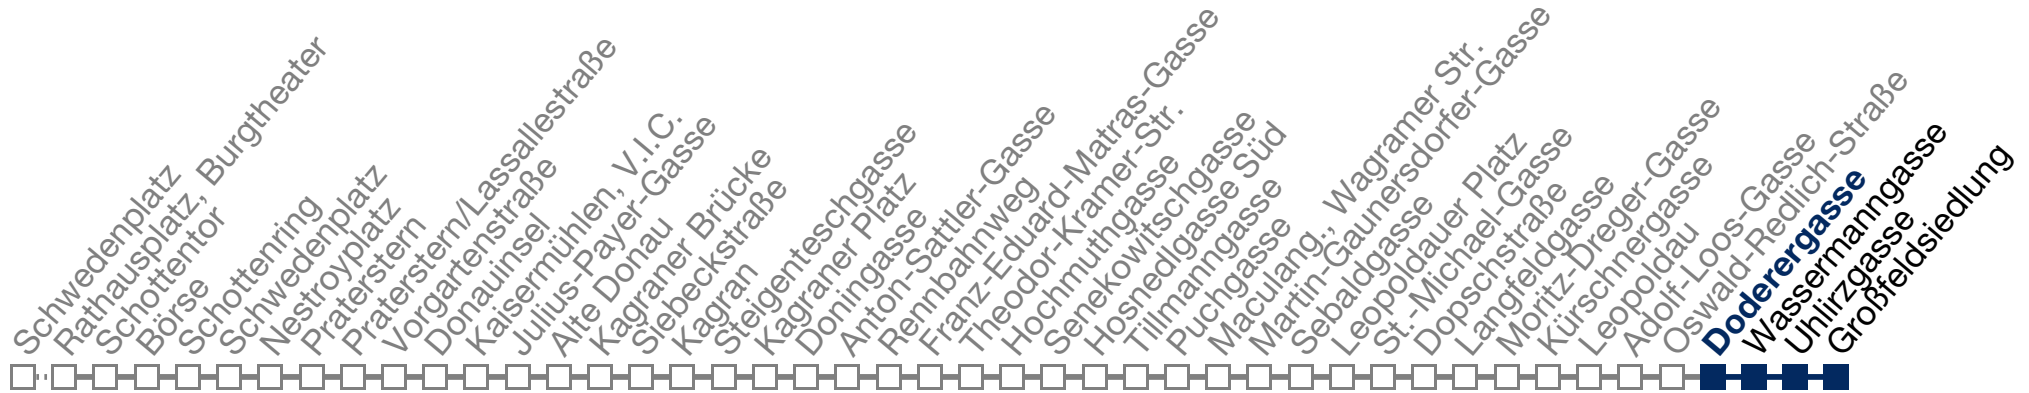 Schwedenplatz
Rathausplatz, Burgtheater
Schottentor
Börse
Schottenring
Schwedenplatz
Nestroyplatz
Praterstern
Praterstern/Lassallestraße
Vorgartenstraße
Donauinsel
Kaisermühlen, V.I.C.
Julius-Payer-Gasse
Alte Donau
Kagraner Brücke
Siebeckstraße
Kagran
Steigenteschgasse
Kagraner Platz
Doningasse
Anton-Sattler-Gasse
Rennbahnweg
Franz-Eduard-Matras-Gasse
Theodor-Kramer-Str.
Hochmuthgasse
Senekowitschgasse
Hosnedlgasse Süd
Tillmanngasse
Puchgasse
Maculang., Wagramer Str.
Martin-Gaunersdorfer-Gasse
Sebaldgasse
Leopoldauer Platz
St.-Michael-Gasse
Dopschstraße
Langfeldgasse
Moritz-Dreger-Gasse
Kürschnergasse
Leopoldau
Adolf-Loos-Gasse
Oswald-Redlich-Straße
Doderergasse
Wassermanngasse
Uhlirzgasse
Großfeldsiedlung